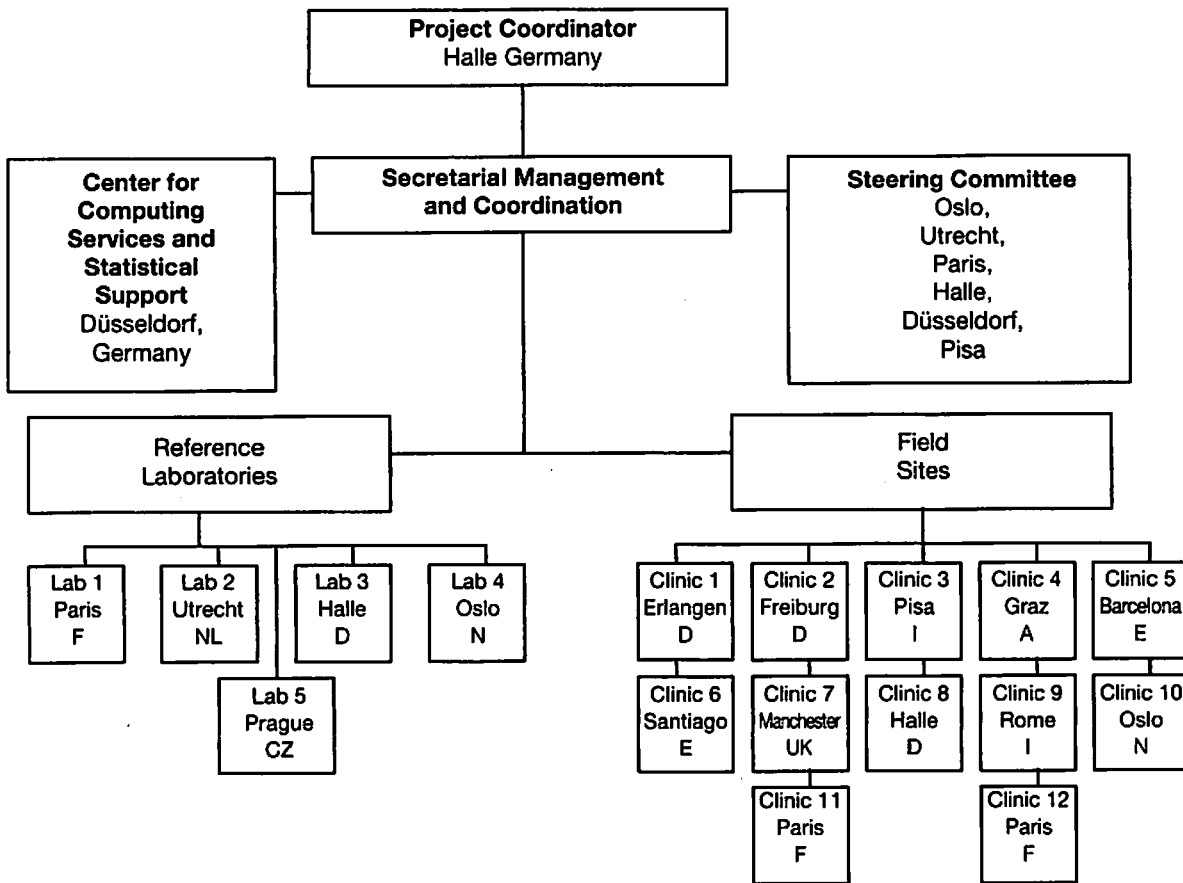 Project Coordinator
Halle Germany
Center for
Computing
Services and
Statistical
Support
Düsseldorf,
Germany
Secretarial Management
and Coordination
Steering Committee
Oslo,
Utrecht,
Paris,
Halle,
Düsseldorf,
Pisa
Reference
Laboratories
Field
Sites
Lab 1
Paris
F
Lab 2
Utrecht
NL
Lab 3
Halle
D
Lab 4
Oslo
N
Lab 5
Prague
CZ
Clinic 1
Erlangen
D
Clinic 2
Freiburg
D
Clinic 3
Pisa
I
Clinic 4
Graz
A
Clinic 5
Barcelona
E
Clinic 6
Santiago
E
Clinic 7
Manchester
UK
Clinic 8
Halle
D
Clinic 9
Rome
I
Clinic 10
Oslo
N
Clinic 11
Paris
F
Clinic 12
Paris
F